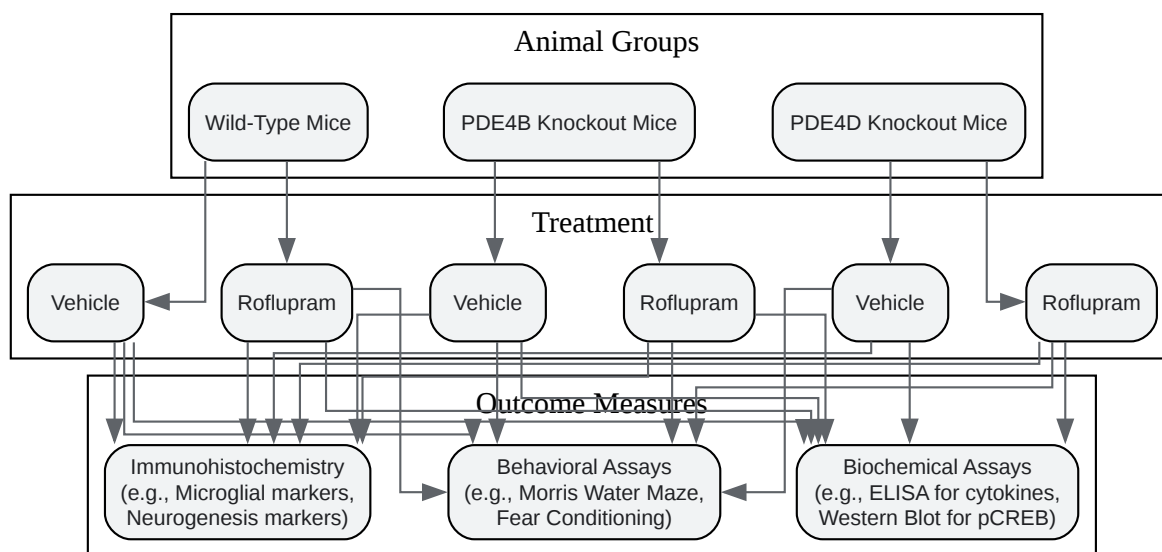 Animal Groups
Wild-Type Mice
PDE4B Knockout Mice
PDE4D Knockout Mice
Treatment
Vehicle
Roflupram
Vehicle
Roflupram
Vehicle
Roflupram
Outcome Measures
Immunohistochemistry
(e.g., Microglial markers,
Neurogenesis markers)
Behavioral Assays
(e.g., Morris Water Maze,
Fear Conditioning)
Biochemical Assays
(e.g., ELISA for cytokines,
Western Blot for pCREB)